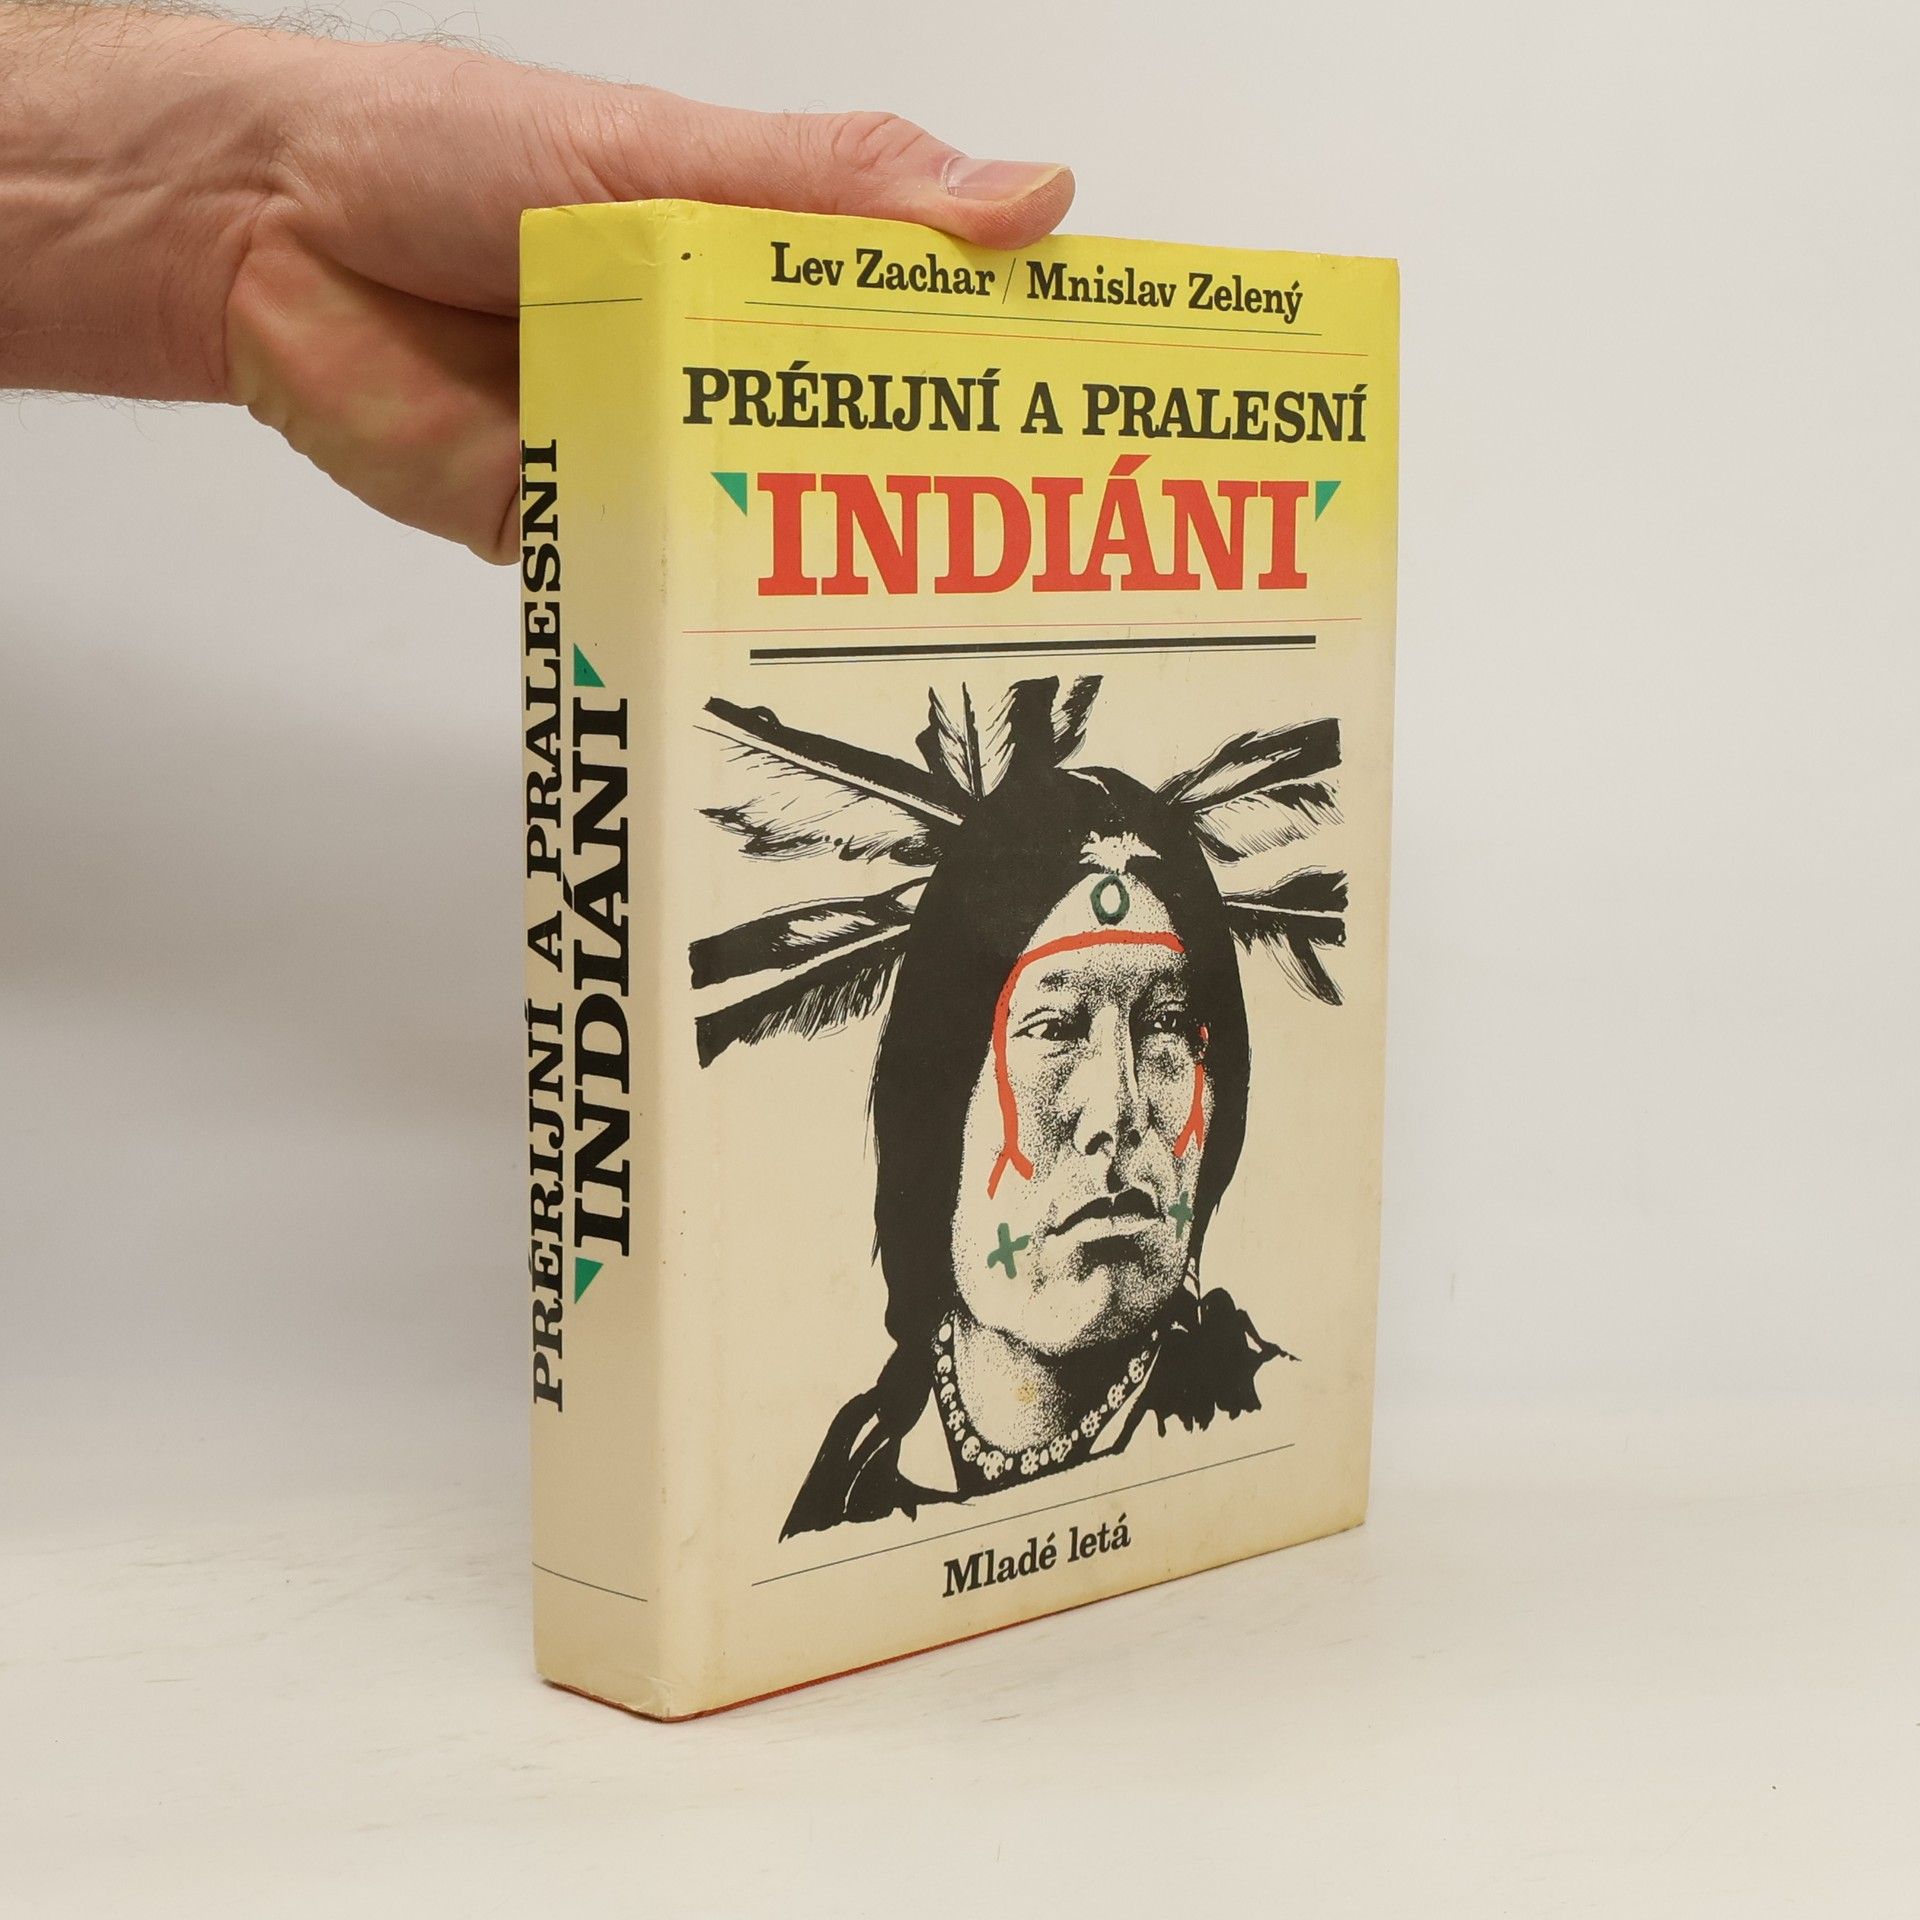 Lev Zachar / Mnislav Zelený
PRÉRIJNÍ A PRALESNÍ
INDIÁNI
Mladé letá
PRÉRIJNÍ A PRALESNÍ
INDIÁNI